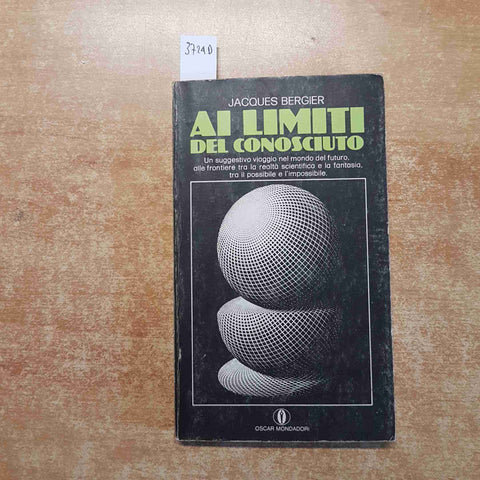 3724D
JACQUES BERGIER
AI LIMITI
DEL CONOSCIUTO
Un suggestivo viaggio nel mondo del futuro,
alle frontiere tra la realtà scientifica e la fantasia,
tra il possibile e l'impossibile.
OSCAR MONDADORI